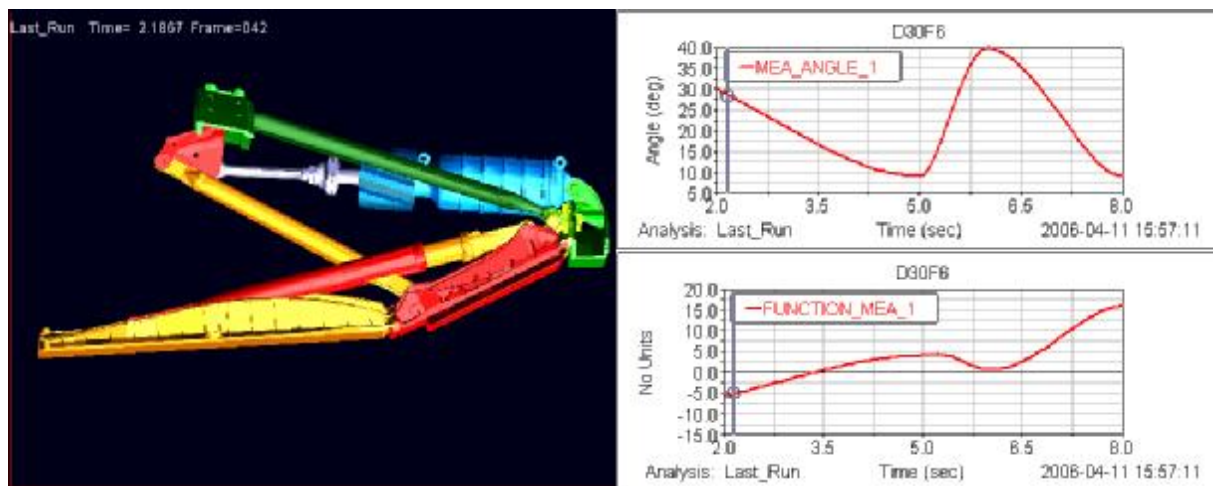 Last_Run Time= 2.1867 Frame=042
D30F6
40.0
35.0
30.0
25.0
20.0
15.0
10.0
5.0
Angle (deg)
MEA_ANGLE_1
2.0 3.5 5.0 6.5 8.0
Analysis: Last_Run Time (sec) 2006-04-11 15:57:11
D30F6
20.0
15.0
10.0
5.0
0.0
-5.0
-10.0
-15.0
No Units
FUNCTION_MEA_1
2.0 3.5 5.0 6.5 8.0
Analysis: Last_Run Time (sec) 2006-04-11 15:57:11